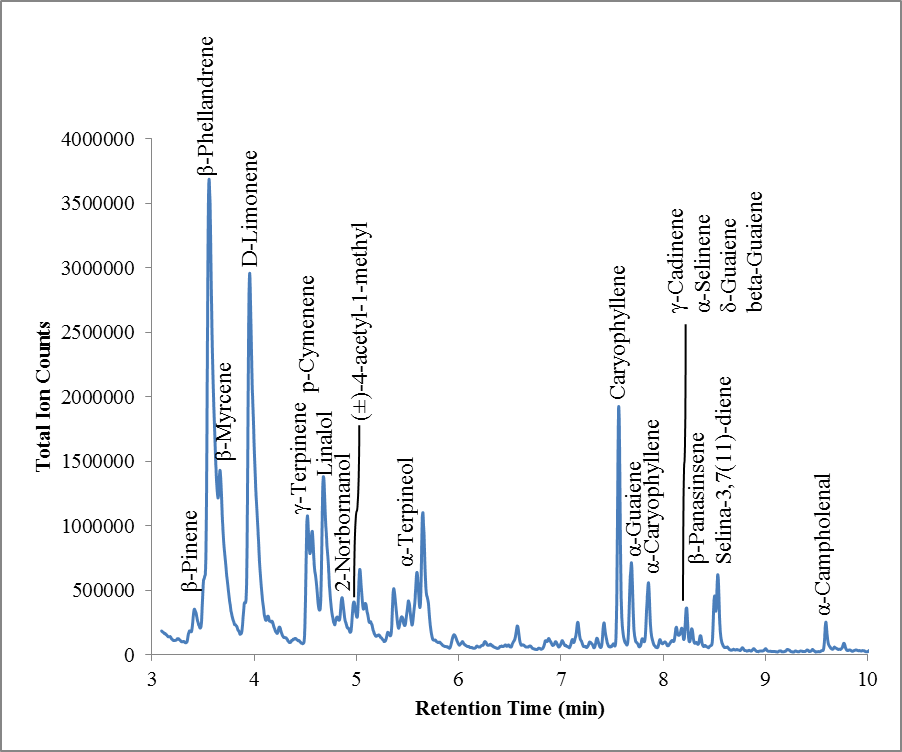 β-Phellandrene
D-Limonene
β-Myrcene
β-Pinene
γ-Terpinene
p-Cymenene
Linalol
2-Norbornanol
(±)-4-acetyl-1-methyl
α-Terpineol
Caryophyllene
α-Guaiene
α-Caryophyllene
γ-Cadinene
α-Selinene
δ-Guaiene
beta-Guaiene
β-Panasinsene
Selina-3,7(11)-diene
α-Campholenal
Total Ion Counts
4000000
3500000
3000000
2500000
2000000
1500000
1000000
500000
0
3 4 5 6 7 8 9 10
Retention Time (min)